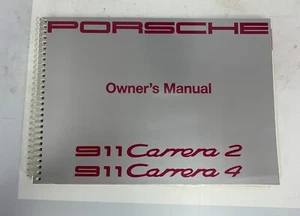 PORSCHE
Owner's Manual
911 Carrera 2
911 Carrera 4